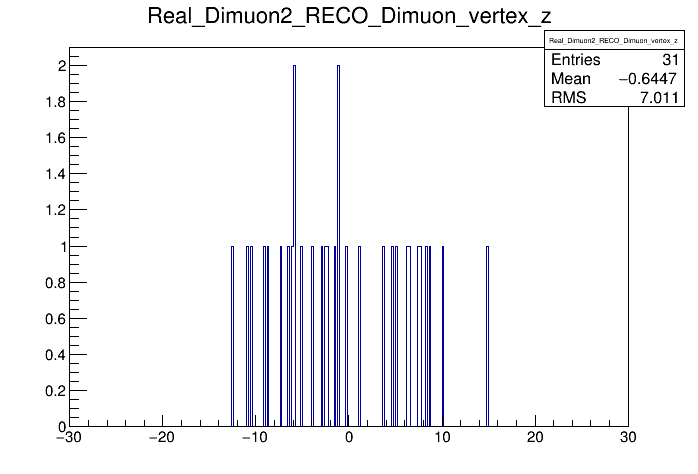 Real_Dimuon2_RECO_Dimuon_vertex_z
Real_Dimuon2_RECO_Dimuon_vertex_z
Entries 31
Mean −0.6447
RMS 7.011
2
1.8
1.6
1.4
1.2
1
0.8
0.6
0.4
0.2
0
−30 −20 −10 0 10 20 30